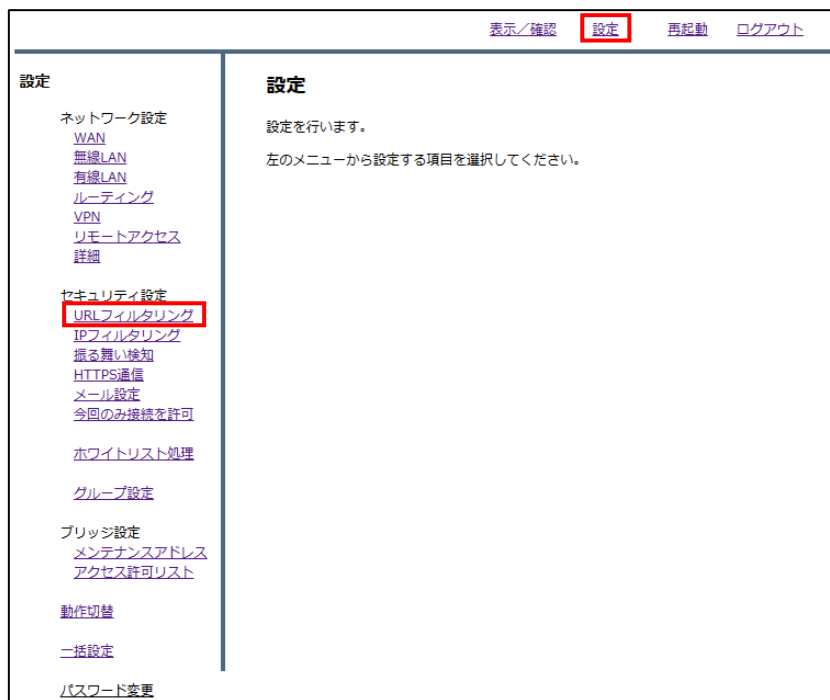 表示／確認 設定 再起動 ログアウト
設定
ネットワーク設定
WAN
無線LAN
有線LAN
ルーティング
VPN
リモートアクセス
詳細
セキュリティ設定
URLフィルタリング
IPフィルタリング
振る舞い検知
HTTPS通信
メール設定
今回のみ接続を許可
ホワイトリスト処理
グループ設定
ブリッジ設定
メンテナンスアドレス
アクセス許可リスト
動作切替
一括設定
パスワード変更
設定
設定を行います。
左のメニューから設定する項目を選択してください。